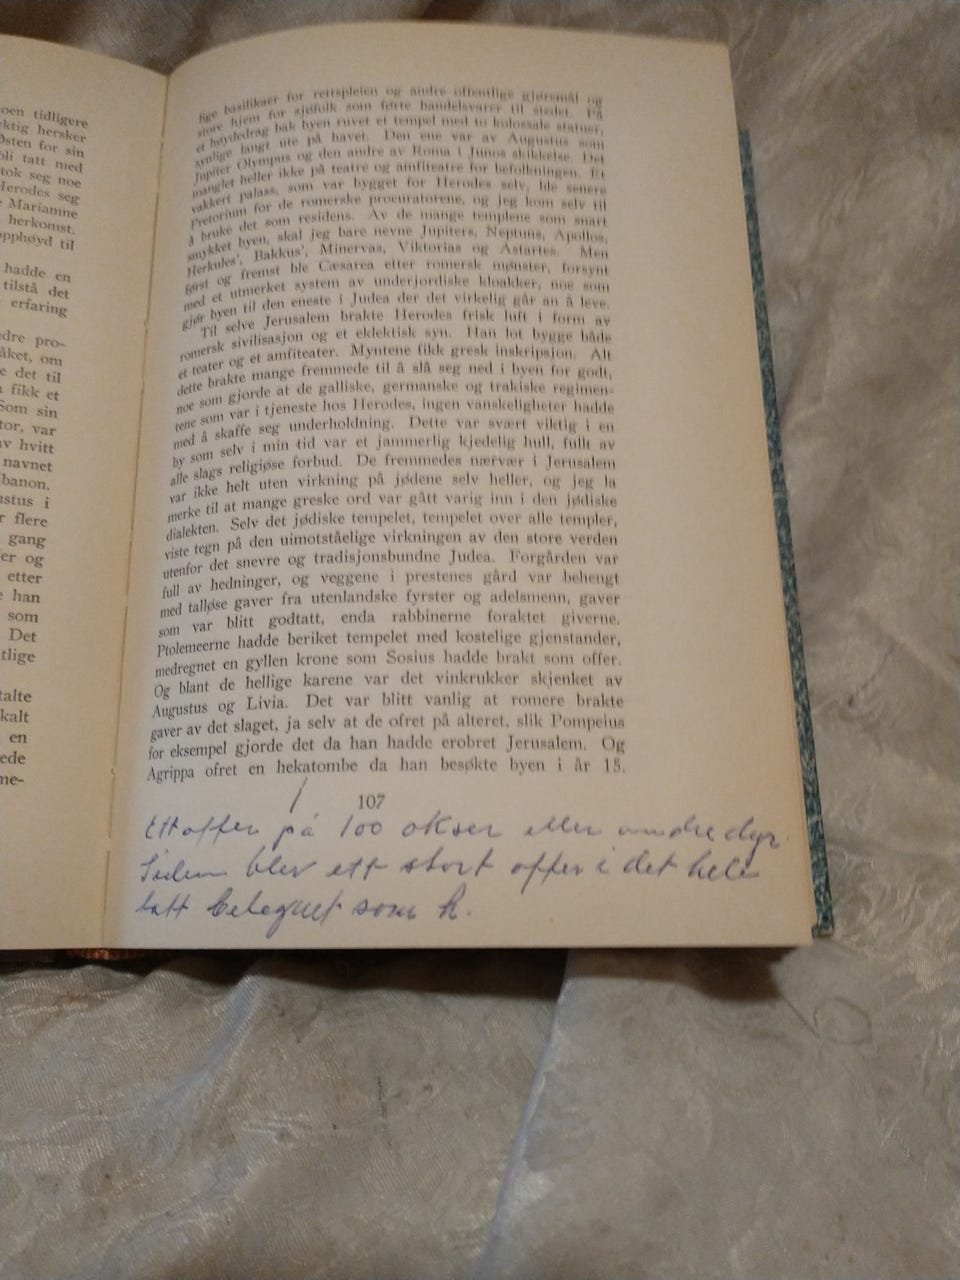 oen tidligere
ektig hersker
Østen for sin
bli tatt med
tok seg noe
Herodes seg
e Mariamne
herkomst.
opphøyd til
hadde en
tilstå det
erfaring
dre pro-
åket, om
e det til
n fikk et
Som sin
tor, var
av hvitt
navnet
banon.
ustus i
r flere
gang
er og
etter
e han
som
Det
tlige
talte
kalt
en
ede
me-
lige basilikaer for rettspleien og andre offentlige gjøremål og
store hjem for sjøfolk som førte handelsvarer til stedet. På
et høydedrag bak byen ruvet et tempel med to kolossale statuer,
synlige langt ute på havet. Den ene var av Augustus som
Jupiter Olympus og den andre av Roma i Junos skikkelse. Det
manglet heller ikke på teatre og amfiteatre for befolkningen. Et
vakkert palass, som var bygget for Herodes selv, ble senere
Pretorium for de romerske procuratorene, og jeg kom selv til
å bruke det som residens. Av de mange templene som snart
smykket byen, skal jeg bare nevne Jupiters, Neptuns, Apollos,
Herkules', Bakkus', Minervas, Viktorias og Astartes. Men
først og fremst ble Cæsarea etter romersk mønster, forsynt
med et utmerket system av underjordiske kloakker, noe som
gjør byen til den eneste i Judea der det virkelig går an å leve.
Til selve Jerusalem brakte Herodes frisk luft i form av
romersk sivilisasjon og et eklektisk syn. Han lot bygge både
et teater og et amfiteater. Myntene fikk gresk inskripsjon. Alt
dette brakte mange fremmede til å slå seg ned i byen for godt,
noe som gjorde at de galliske, germanske og trakiske regimen-
tene som var i tjeneste hos Herodes, ingen vanskeligheter hadde
med å skaffe seg underholdning. Dette var svært viktig i en
by som selv i min tid var et jammerlig kjedelig hull, fullt av
alle slags religiøse forbud. De fremmedes nærvær i Jerusalem
var ikke helt uten virkning på jødene selv heller, og jeg la
merke til at mange greske ord var gått varig inn i den jødiske
dialekten. Selv det jødiske tempelet, tempelet over alle templer,
viste tegn på den uimotståelige virkningen av den store verden
utenfor det snevre og tradisjonsbundne Judea. Forgården var
full av hedninger, og veggene i prestenes gård var behengt
med talløse gaver fra utenlandske fyrster og adelsmenn, gaver
som var blitt godtatt, enda rabbinerne foraktet giverne.
Ptolemeerne hadde beriket tempelet med kostelige gjenstander,
medregnet en gyllen krone som Sosius hadde brakt som offer.
Og blant de hellige karene var det vinkrukker skjenket av
Augustus og Livia. Det var blitt vanlig at romere brakte
gaver av det slaget, ja selv at de ofret på alteret, slik Pompeius
for eksempel gjorde det da han hadde erobret Jerusalem. Og
Agrippa ofret en hekatombe da han besøkte byen i år 15.
107
Ett offer på 100 okser eller andre dyr.
Siden blev ett stort offer i det hele
tatt betegnet som h.